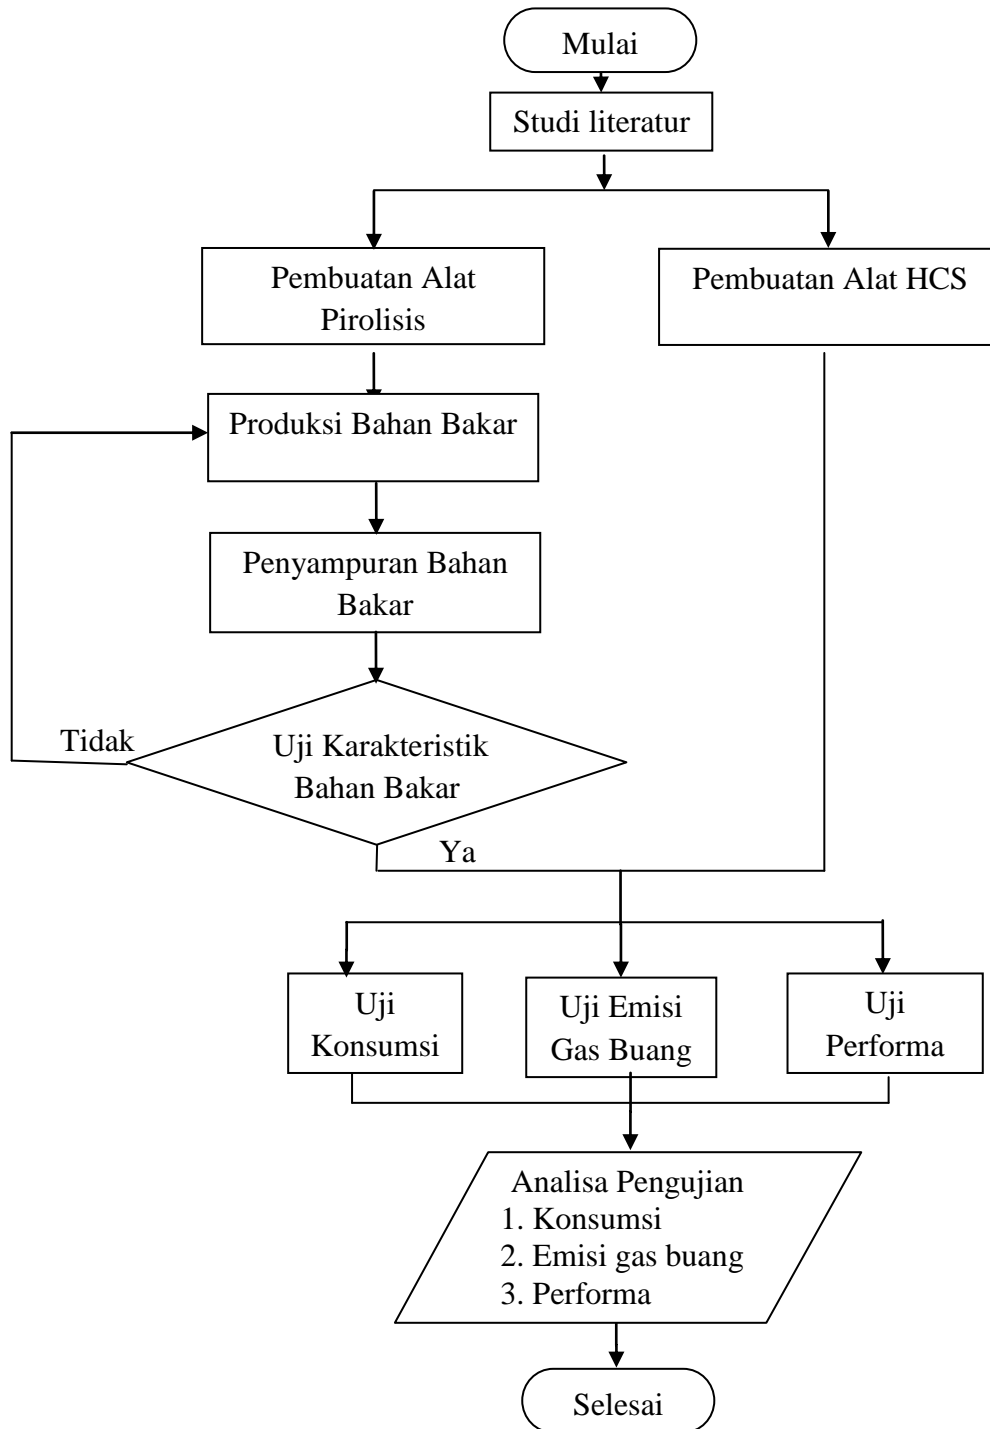 Mulai
Studi literatur
Pembuatan Alat
Pirolisis
Pembuatan Alat HCS
Produksi Bahan Bakar
Penyampuran Bahan
Bakar
Tidak
Uji Karakteristik
Bahan Bakar
Ya
Uji
Konsumsi
Uji Emisi
Gas Buang
Uji
Performa
Analisa Pengujian
1. Konsumsi
2. Emisi gas buang
3. Performa
Selesai